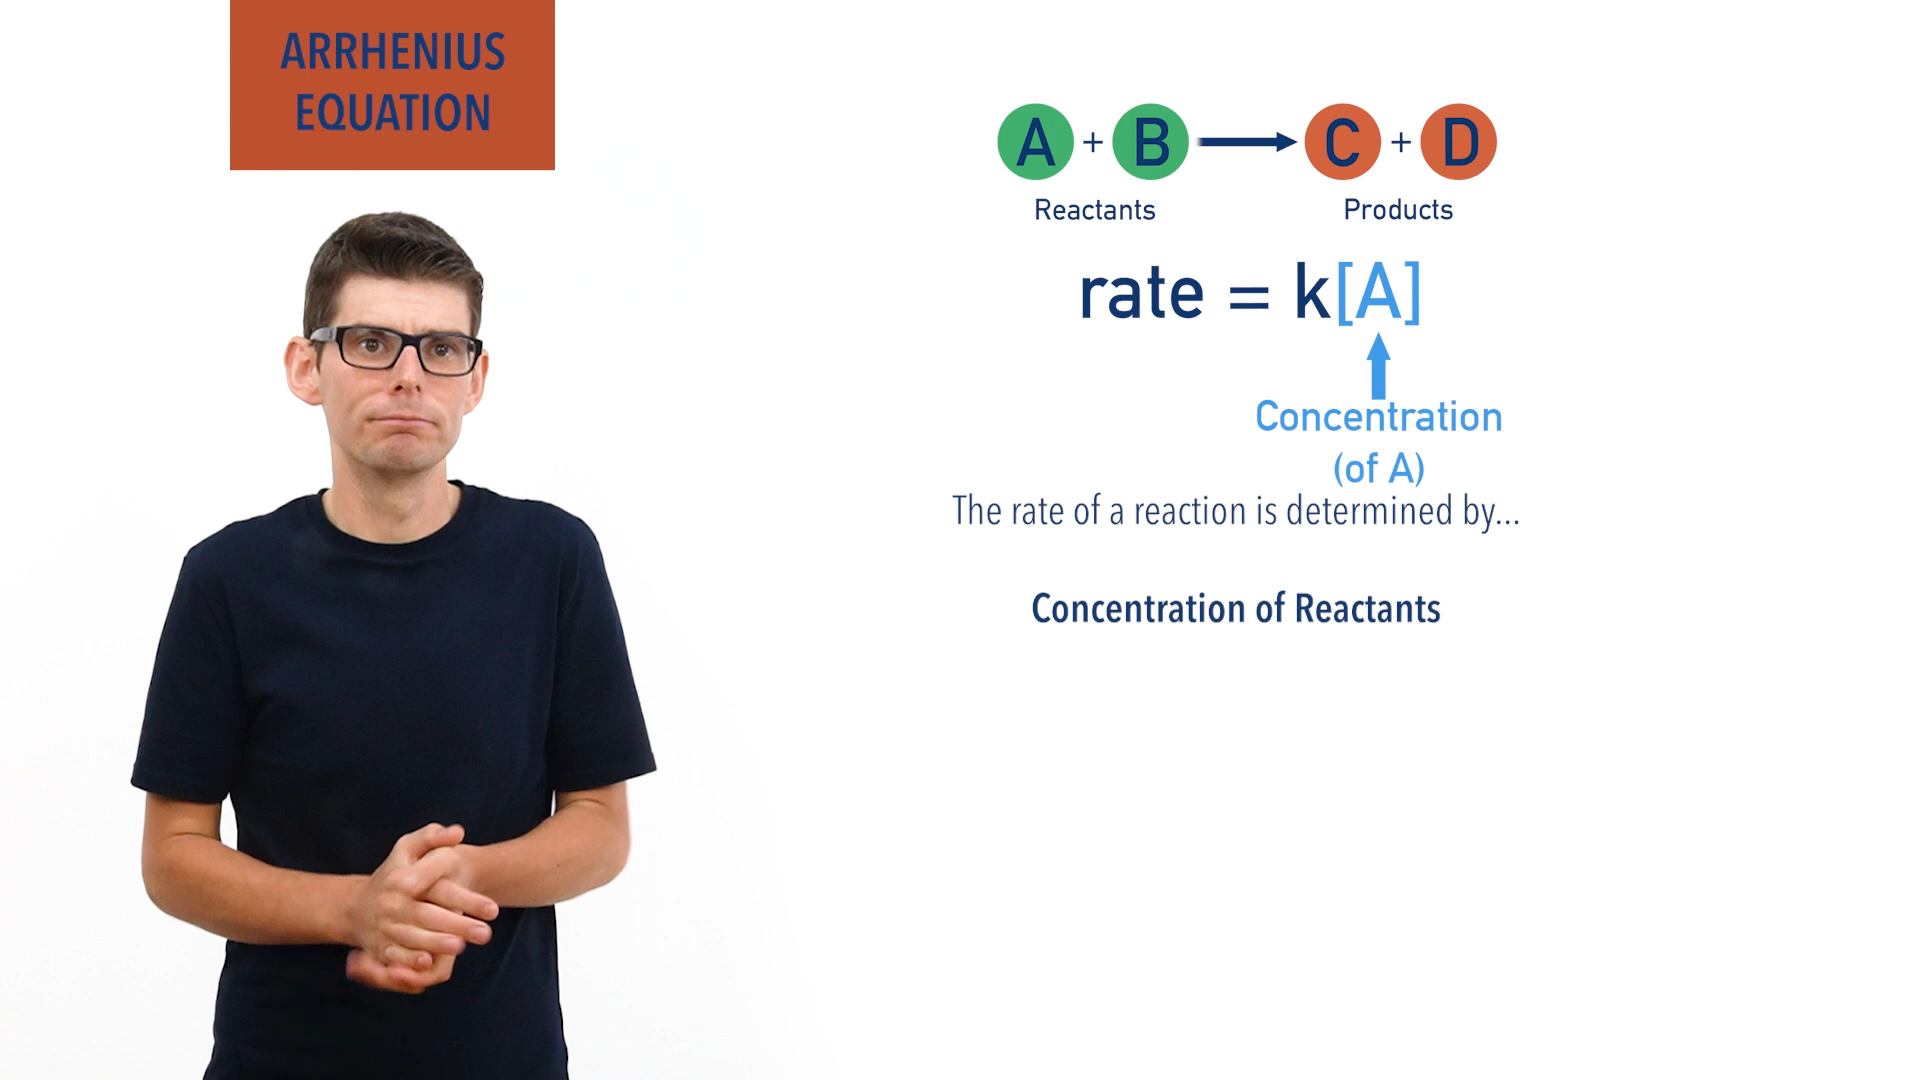 ARRHENIUS
EQUATION
A + B → C + D
Reactants
Products
rate = k[A]
Concentration
(of A)
The rate of a reaction is determined by...
Concentration of Reactants